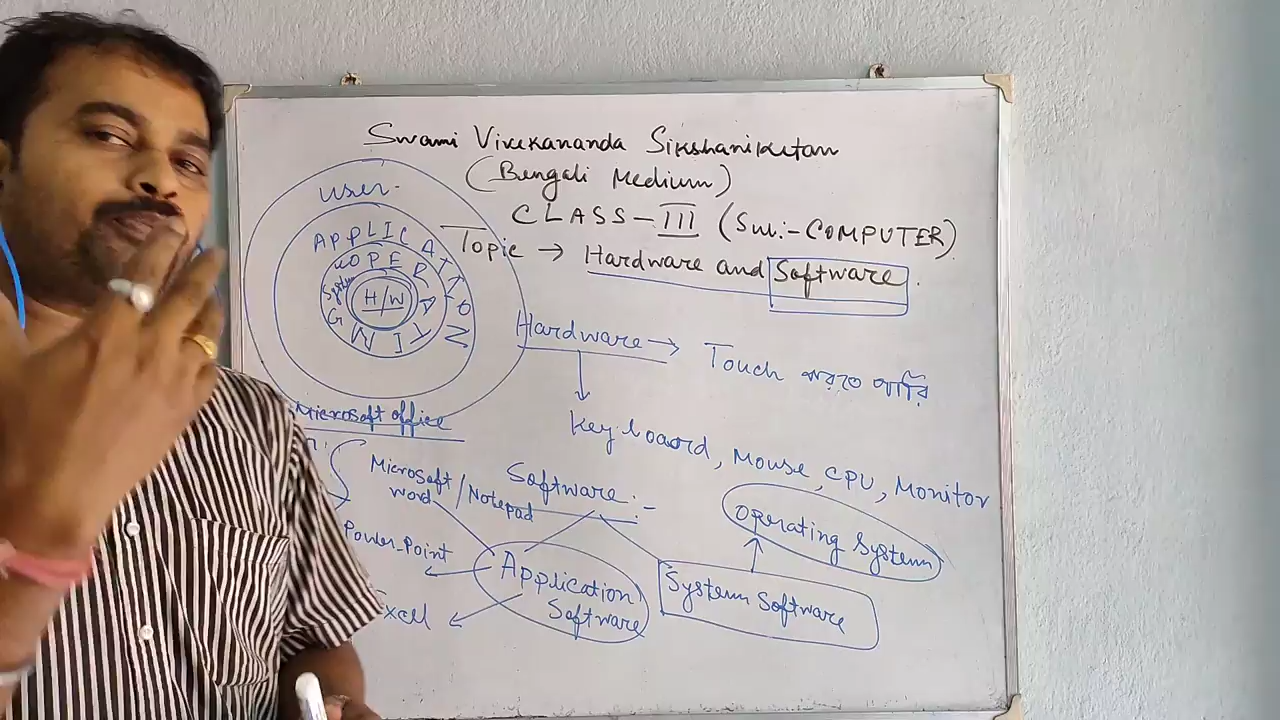 Swami Vivekananda Sikshaniketan
(Bengali Medium)
CLASS-III (Sub:-COMPUTER)
Topic → Hardware and Software.
User.
APPLICATION
OPERATING
System
H/W
Hardware → Touch করতে পারি
Keyboard, Mouse, CPU, Monitor
Microsoft office
Software:-
Microsoft word/Notepad
Power-Point
Excel
Application Software
System Software
Operating System